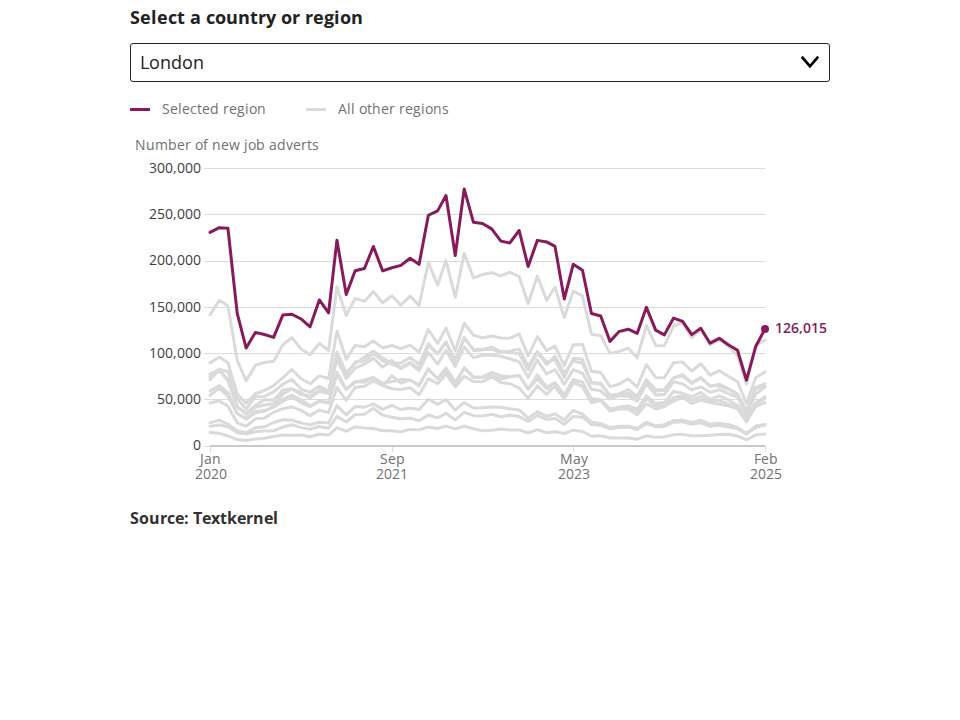 Select a country or region
London
Selected region
All other regions
Number of new job adverts
300,000
250,000
200,000
150,000
126,015
100,000
50,000
0
Jan
2020
Sep
2021
May
2023
Feb
2025
Source: Textkernel